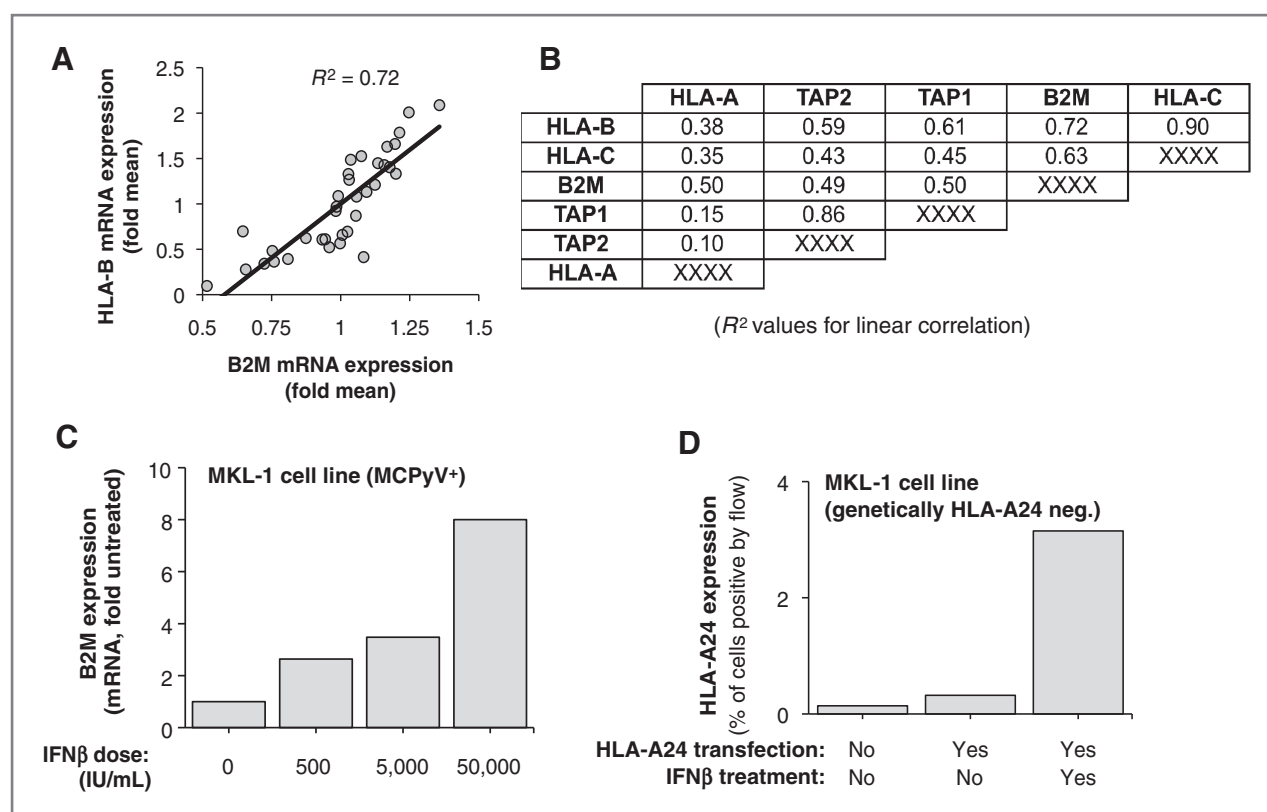 A
HLA-B mRNA expression
(fold mean)
2.5
2
1.5
1
0.5
0
R² = 0.72
0.5 0.75 1 1.25 1.5
B2M mRNA expression
(fold mean)
B
HLA-A TAP2 TAP1 B2M HLA-C
HLA-B 0.38 0.59 0.61 0.72 0.90
HLA-C 0.35 0.43 0.45 0.63 XXXX
B2M 0.50 0.49 0.50 XXXX
TAP1 0.15 0.86 XXXX
TAP2 0.10 XXXX
HLA-A XXXX
(R² values for linear correlation)
C
B2M expression
(mRNA, fold untreated)
10
8
6
4
2
0
MKL-1 cell line (MCPyV⁺)
IFNβ dose:
(IU/mL)
0 500 5,000 50,000
D
HLA-A24 expression
(% of cells positive by flow)
4
2
0
MKL-1 cell line
(genetically HLA-A24 neg.)
HLA-A24 transfection: No Yes Yes
IFNβ treatment: No No Yes